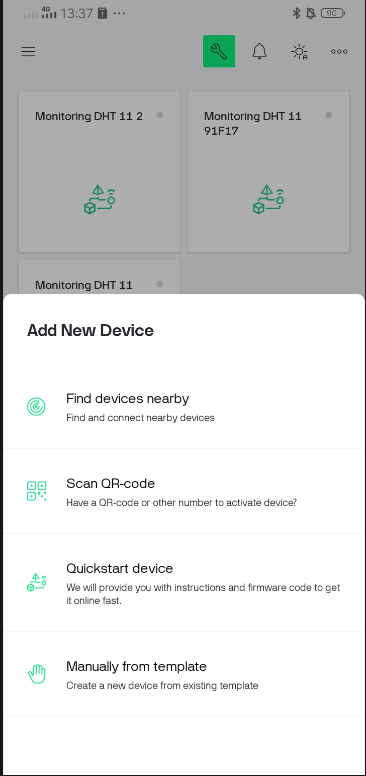 4G
13:37
90
Monitoring DHT 11 2
Monitoring DHT 11
91F17
Monitoring DHT 11
Add New Device
Find devices nearby
Find and connect nearby devices
Scan QR-code
Have a QR-code or other number to activate device?
Quickstart device
We will provide you with instructions and firmware code to get
it online fast.
Manually from template
Create a new device from existing template